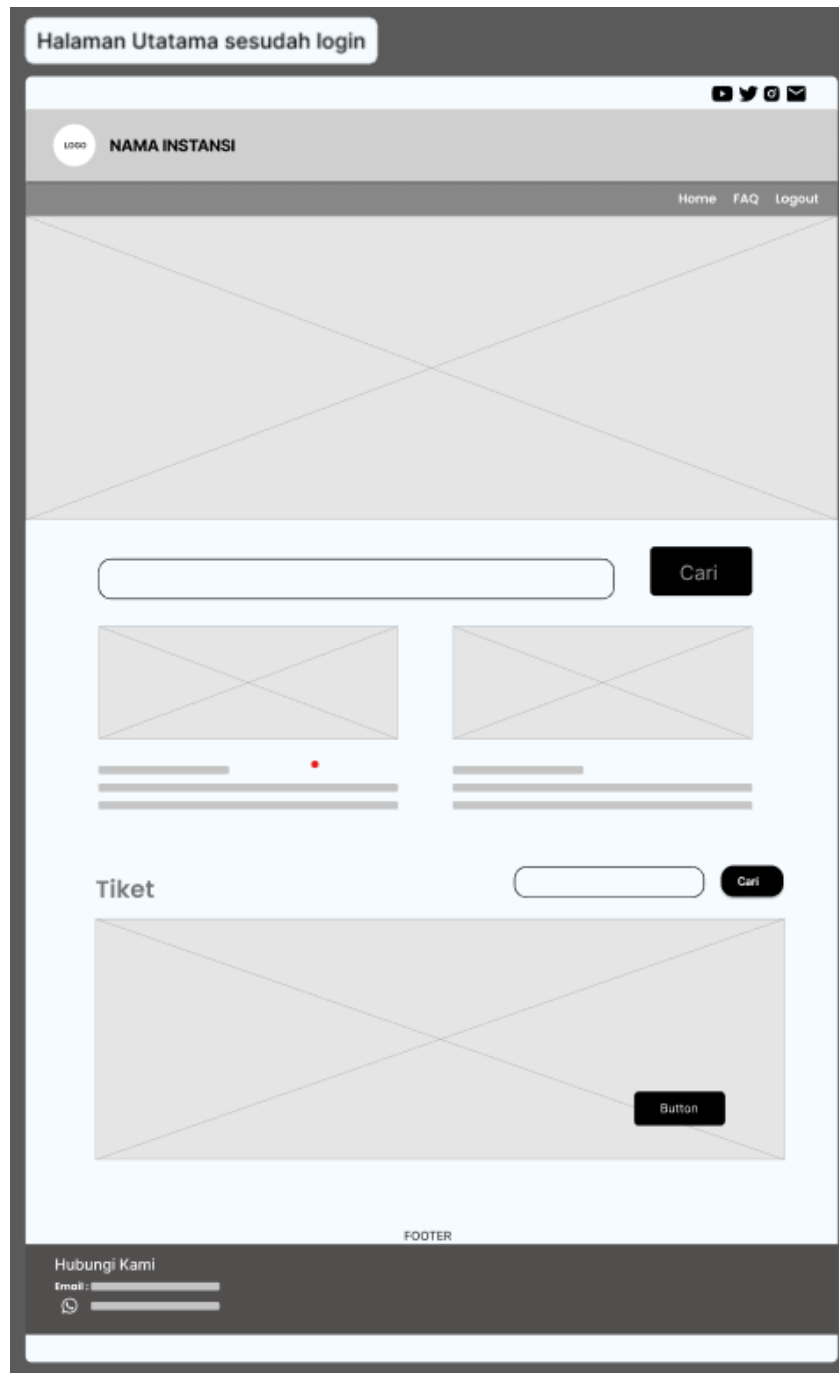 Halaman Utatama sesudah login
LOGO
NAMA INSTANSI
Home FAQ Logout
Cari
Tiket
Cari
Button
FOOTER
Hubungi Kami
Email :